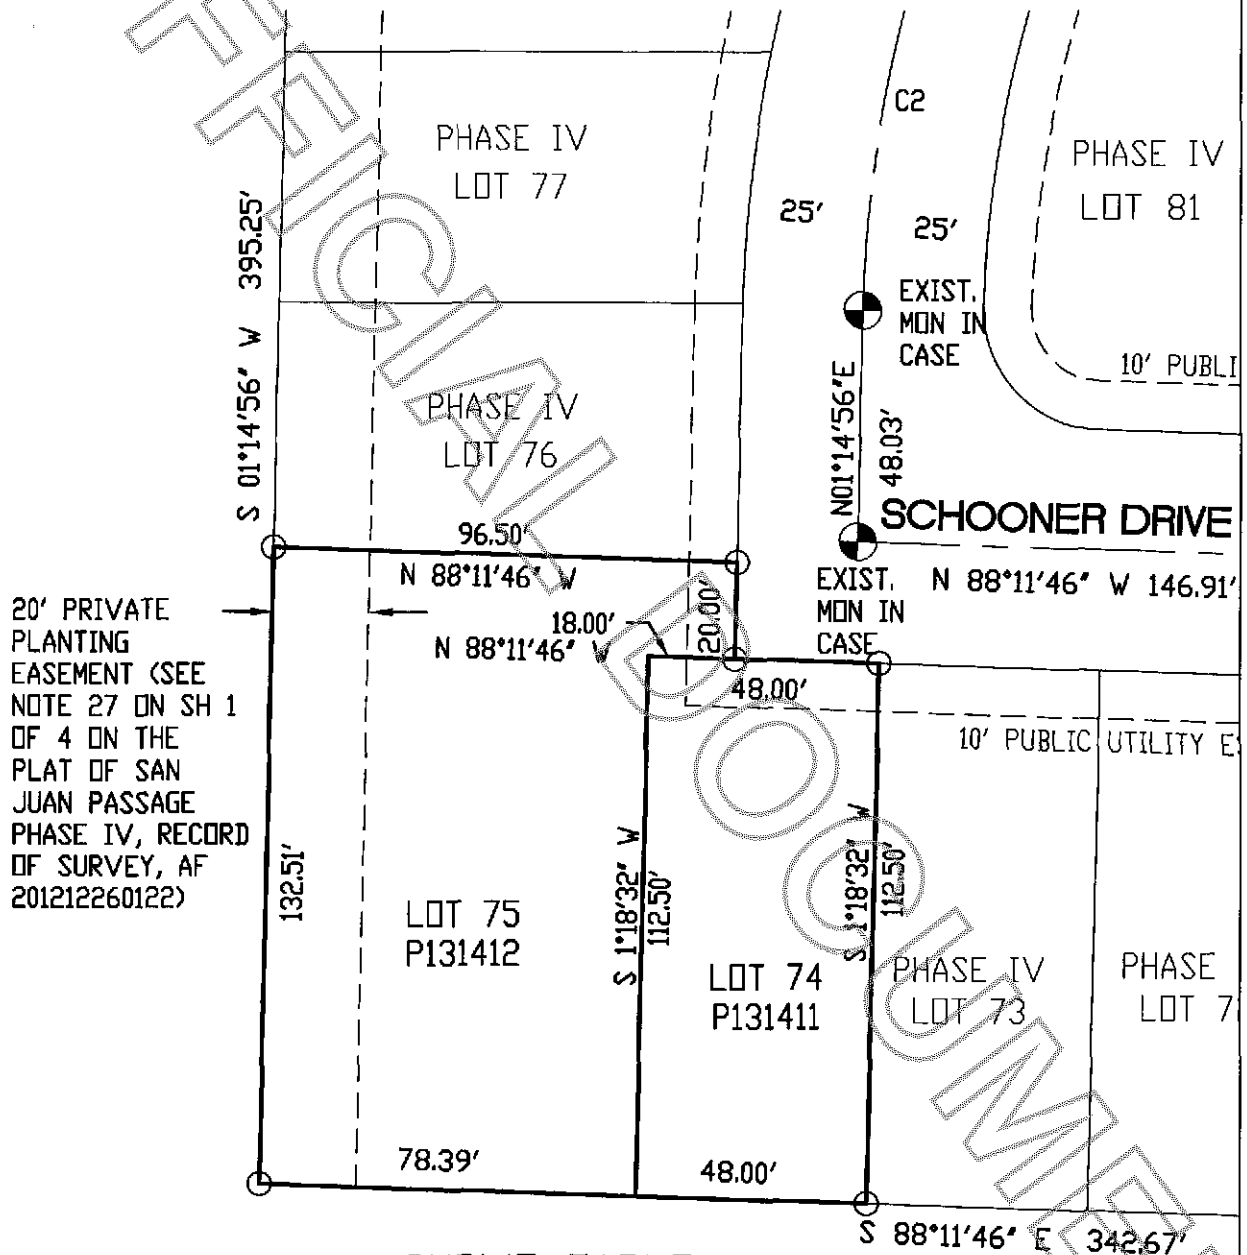 C2
PHASE IV
LOT 77
PHASE IV
LOT 81
25'
25'
S 01°14'56" W 395.25'
EXIST.
MON IN
CASE
10' PUBLI
PHASE IV
LOT 76
N01°14'56"E
48.03'
SCHOONER DRIVE
96.50'
N 88°11'46" W
EXIST.
MON IN
CASE
N 88°11'46" W 146.91'
20' PRIVATE
PLANTING
EASEMENT (SEE
NOTE 27 ON SH 1
OF 4 ON THE
PLAT OF SAN
JUAN PASSAGE
PHASE IV, RECORD
OF SURVEY, AF
201212260122)
18.00'
N 88°11'46" W
20.00'
48.00'
10' PUBLIC UTILITY E
132.51'
S 1°18'32" W
112.50'
S 1°18'32" W
112.50'
LOT 75
P131412
LOT 74
P131411
PHASE IV
LOT 73
PHASE
LOT 7
78.39'
48.00'
S 88°11'46" E 342.67'
FFICIAL DOCUME